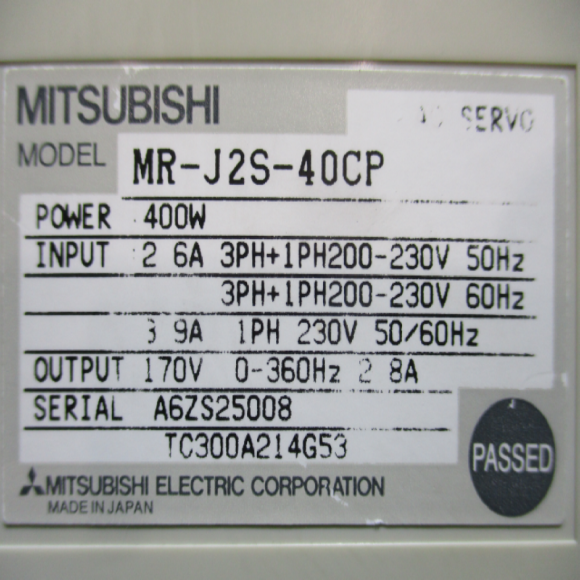 MITSUBISHI
AC SERVO
MODEL MR-J2S-40CP
POWER 400W
INPUT 2 6A 3PH+1PH200-230V 50Hz
3PH+1PH200-230V 60Hz
3 9A 1PH 230V 50/60Hz
OUTPUT 170V 0-360Hz 2 8A
SERIAL A6ZS25008
TC300A214G53
PASSED
MITSUBISHI ELECTRIC CORPORATION
MADE IN JAPAN